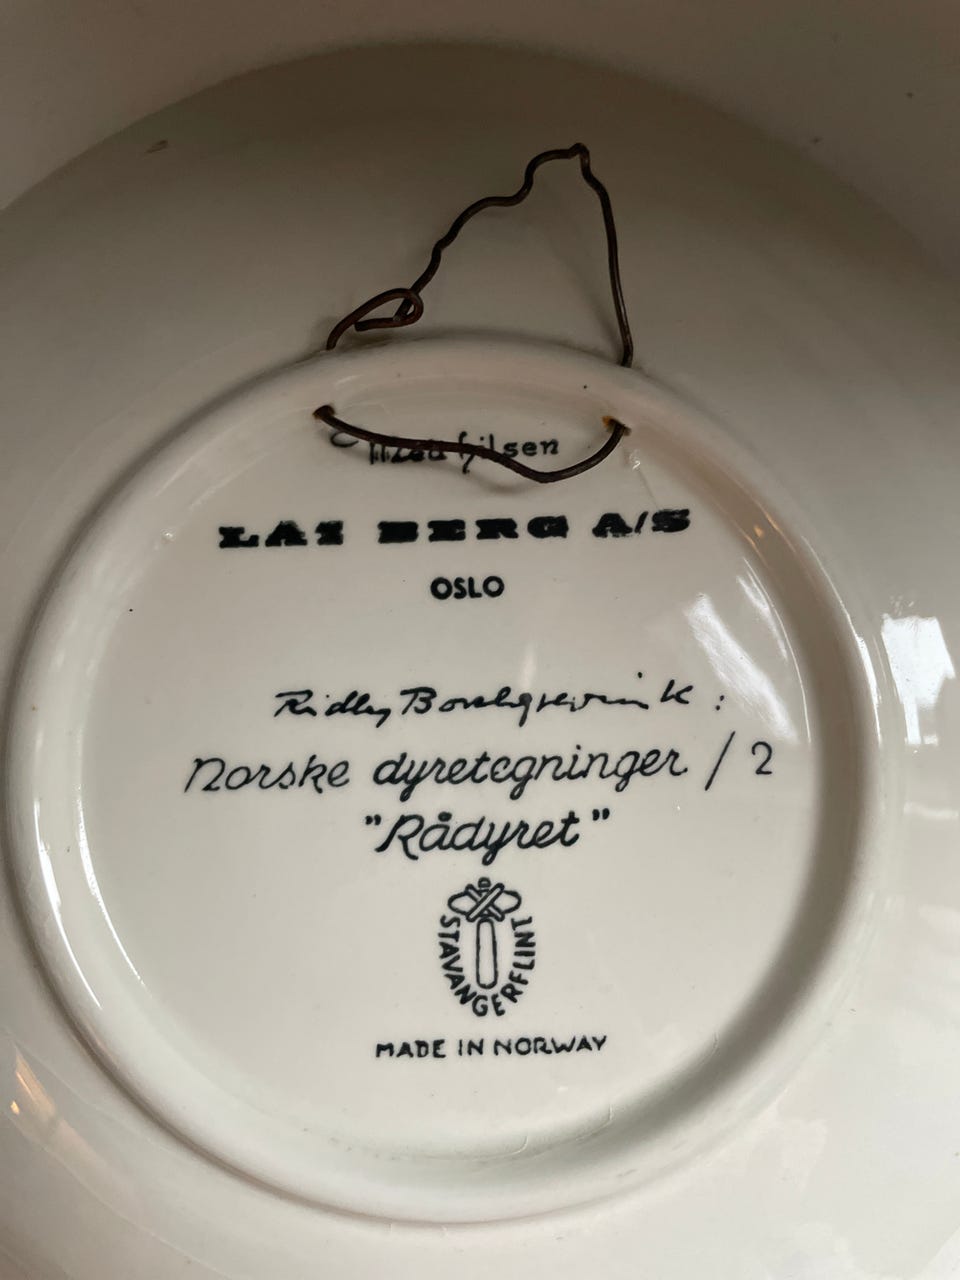 LAI BERG A/S
OSLO
Ridley Borchgrevink:
Norske dyretegninger / 2
"Rådyret"
STAVANGERFLINT
MADE IN NORWAY